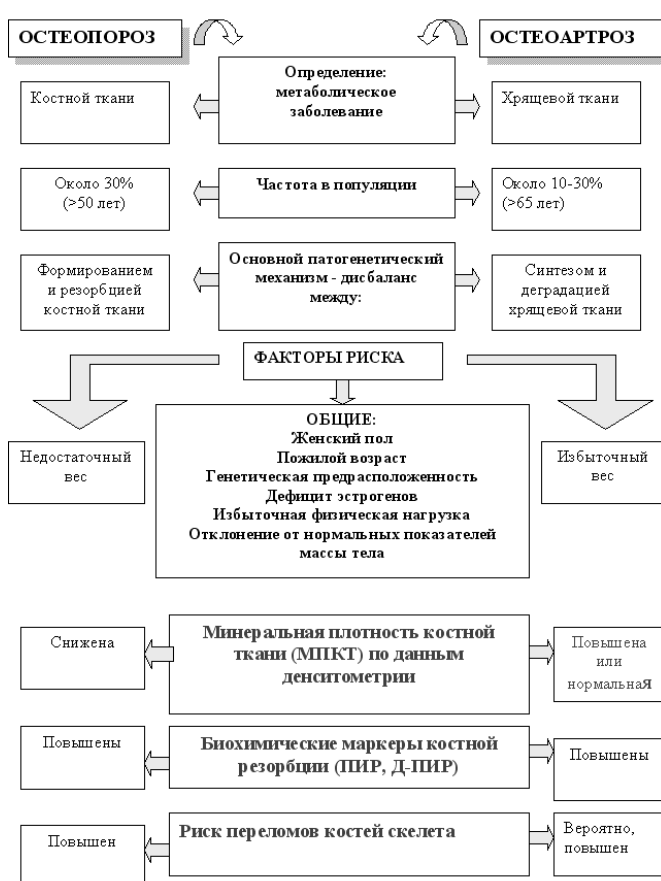 ОСТЕОПОРОЗ
ОСТЕОАРТРОЗ
Определение:
метаболическое
заболевание
Костной ткани
Хрящевой ткани
Около 30%
(>50 лет)
Частота в популяции
Около 10-30%
(>65 лет)
Формированием
и резорбцией
костной ткани
Основной патогенетический
механизм - дисбаланс
между:
Синтезом и
деградацией
хрящевой ткани
ФАКТОРЫ РИСКА
Недостаточный
вес
ОБЩИЕ:
Женский пол
Пожилой возраст
Генетическая предрасположенность
Дефицит эстрогенов
Избыточная физическая нагрузка
Отклонение от нормальных показателей
массы тела
Избыточный
вес
Снижена
Минеральная плотность костной
ткани (МПКТ) по данным
денситометрии
Повышена
или
нормальная
Повышены
Биохимические маркеры костной
резорбции (ПИР, Д-ПИР)
Повышены
Повышен
Риск переломов костей скелета
Вероятно,
повышен